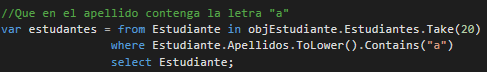 //Que en el apellido contenga la letra "a"
var estudantes = from Estudiante in objEstudiante.Estudiantes.Take(20)
where Estudiante.Apellidos.ToLower().Contains("a")
select Estudiante;